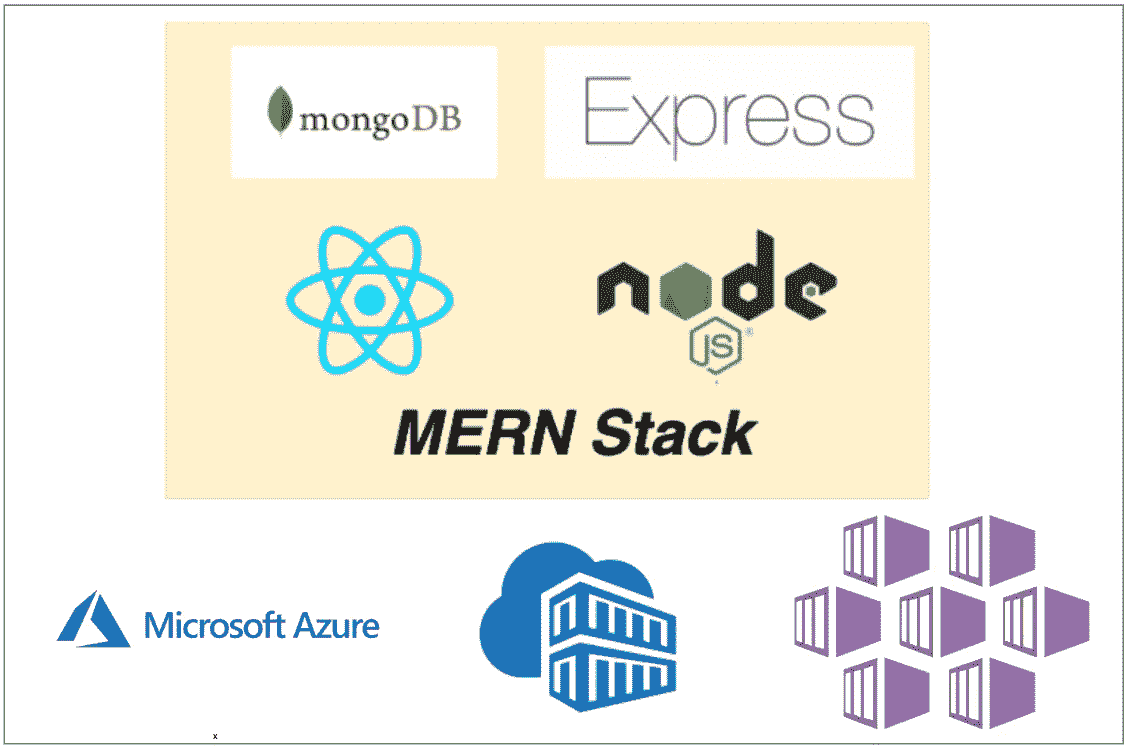 mongoDB
Express
node
JS
®
MERN Stack
Microsoft Azure
x